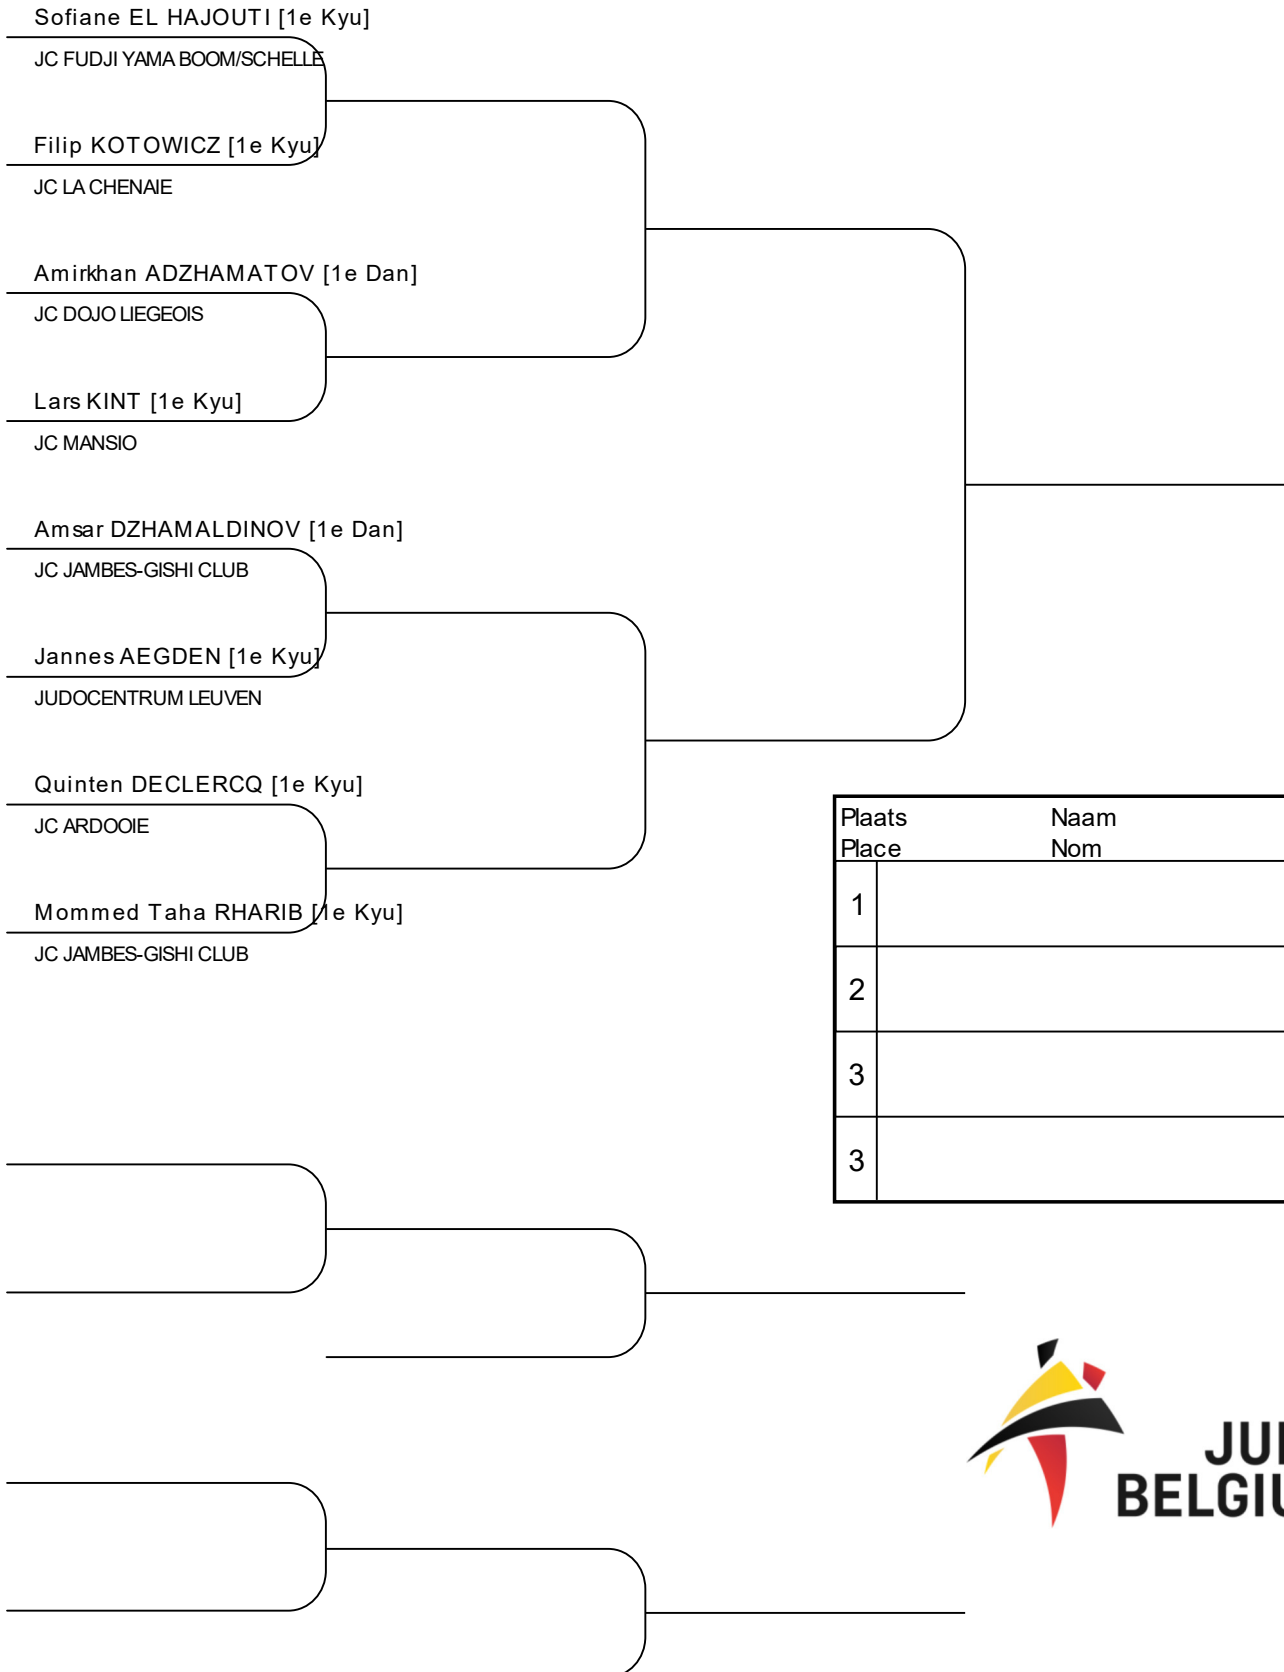 Sofiane EL HAJOUTI [1e Kyu]
JC FUDJI YAMA BOOM/SCHELLE
Filip KOTOWICZ [1e Kyu]
JC LA CHENAIE
Amirkhan ADZHAMATOV [1e Dan]
JC DOJO LIEGEOIS
Lars KINT [1e Kyu]
JC MANSIO
Amsar DZHAMALDINOV [1e Dan]
JC JAMBES-GISHI CLUB
Jannes AEGDEN [1e Kyu]
JUDOCENTRUM LEUVEN
Quinten DECLERCQ [1e Kyu]
JC ARDOOIE
Mommed Taha RHARIB [1e Kyu]
JC JAMBES-GISHI CLUB
Plaats Naam
Place Nom
1
2
3
3